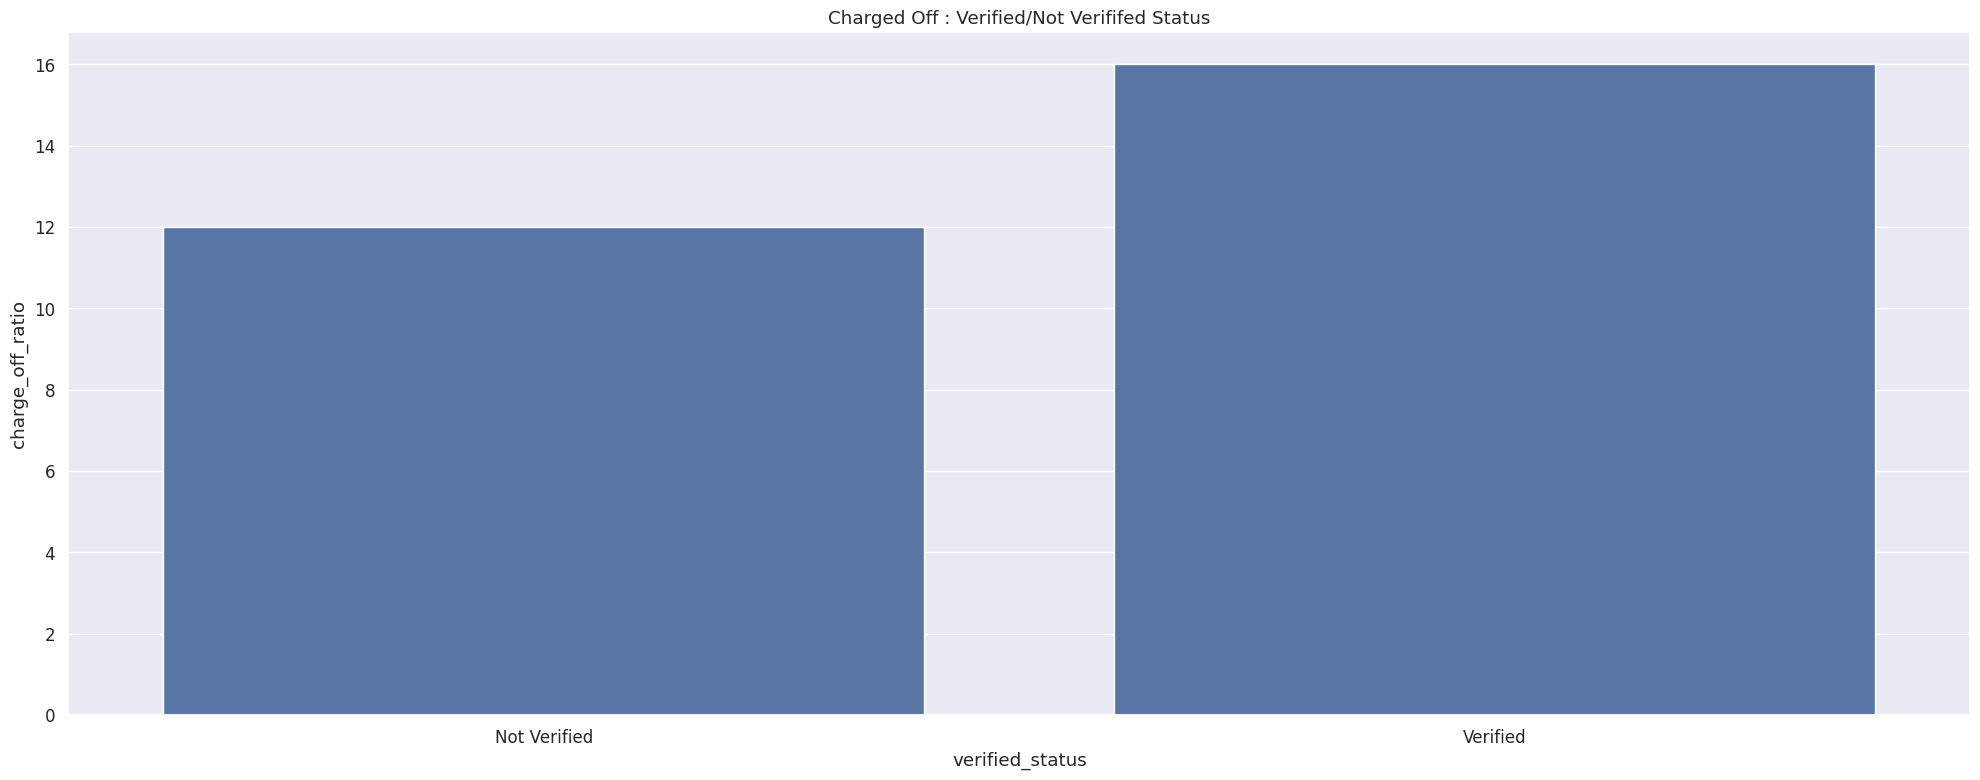 Charged Off : Verified/Not Verififed Status
16
14
12
10
8
6
4
2
0
charge_off_ratio
Not Verified
Verified
verified_status